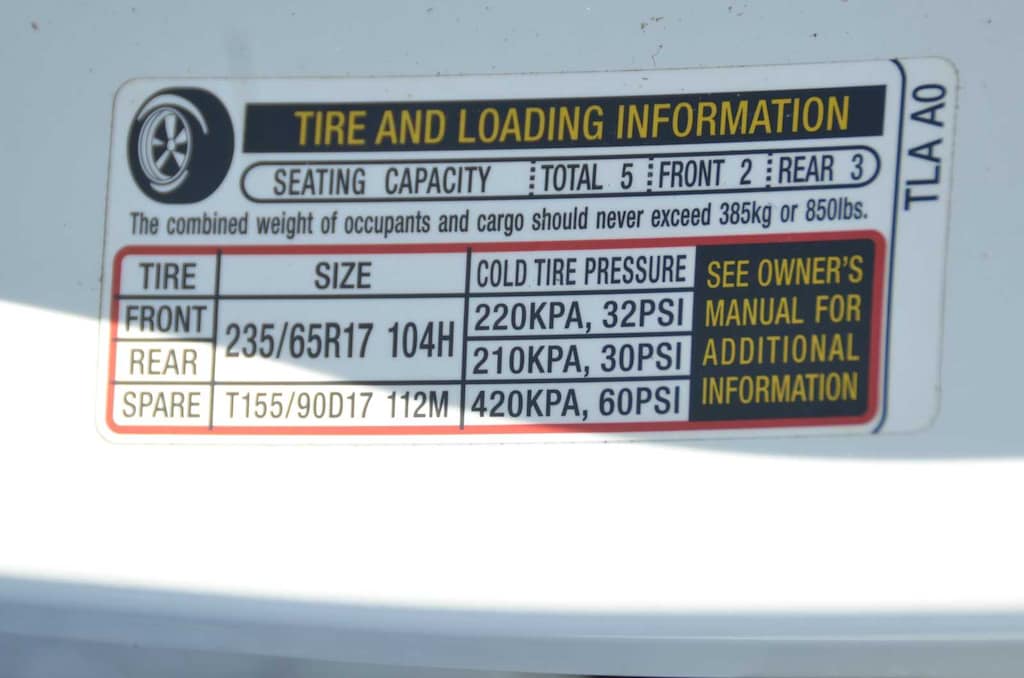 TIRE AND LOADING INFORMATION
SEATING CAPACITY TOTAL 5 FRONT 2 REAR 3
The combined weight of occupants and cargo should never exceed 385kg or 850lbs.
TIRE SIZE COLD TIRE PRESSURE
FRONT 235/65R17 104H 220KPA, 32PSI
REAR 210KPA, 30PSI
SPARE T155/90D17 112M 420KPA, 60PSI
SEE OWNER'S
MANUAL FOR
ADDITIONAL
INFORMATION
TLA A0